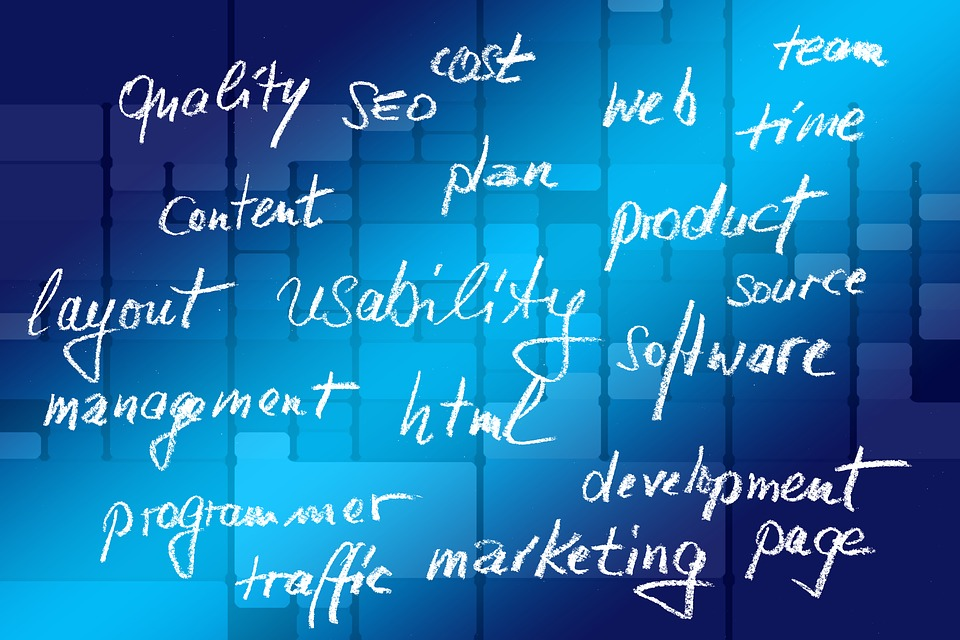 team
cost
quality
SEO
web
time
plan
content
product
source
layout
usability
software
managment
html
development
programmer
marketing
page
traffic